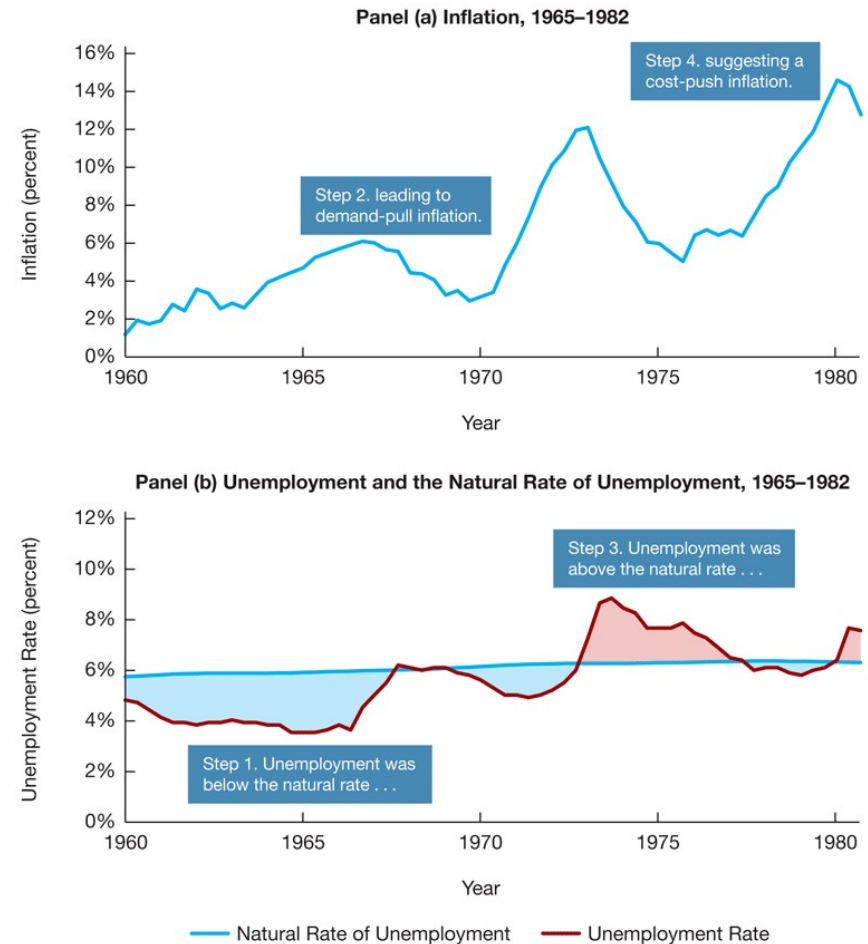 Panel (a) Inflation, 1965–1982
16%
14%
12%
10%
8%
6%
4%
2%
0%
Inflation (percent)
Step 4. suggesting a
cost-push inflation.
Step 2. leading to
demand-pull inflation.
1960 1965 1970 1975 1980
Year
Panel (b) Unemployment and the Natural Rate of Unemployment, 1965–1982
12%
10%
8%
6%
4%
2%
0%
Unemployment Rate (percent)
Step 3. Unemployment was
above the natural rate . . .
Step 1. Unemployment was
below the natural rate . . .
1960 1965 1970 1975 1980
Year
Natural Rate of Unemployment Unemployment Rate